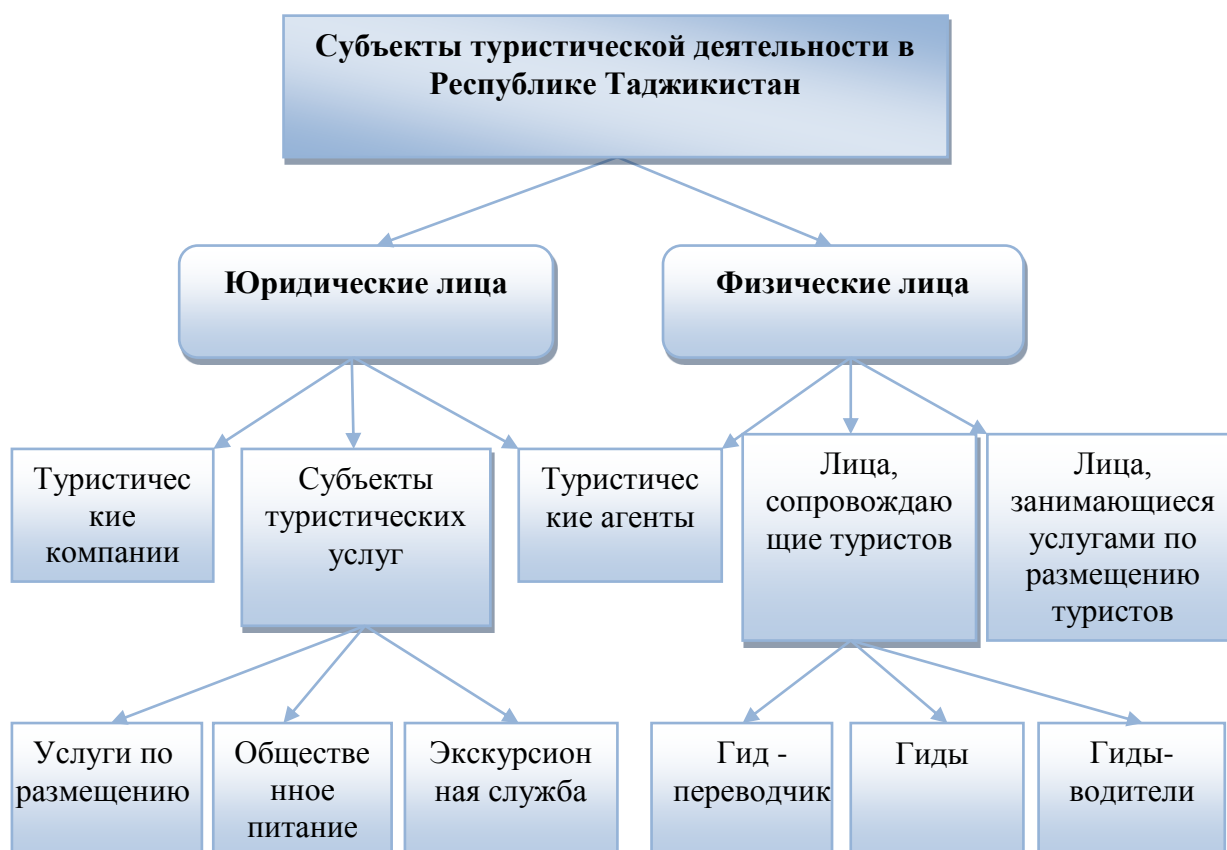 Субъекты туристической деятельности в
Республике Таджикистан
Юридические лица
Физические лица
Туристичес
кие
компании
Субъекты
туристических
услуг
Туристичес
кие агенты
Лица,
сопровождаю
щие туристов
Лица,
занимающиеся
услугами по
размещению
туристов
Услуги по
размещению
Обществе
нное
питание
Экскурсион
ная служба
Гид -
переводчик
Гиды
Гиды-
водители